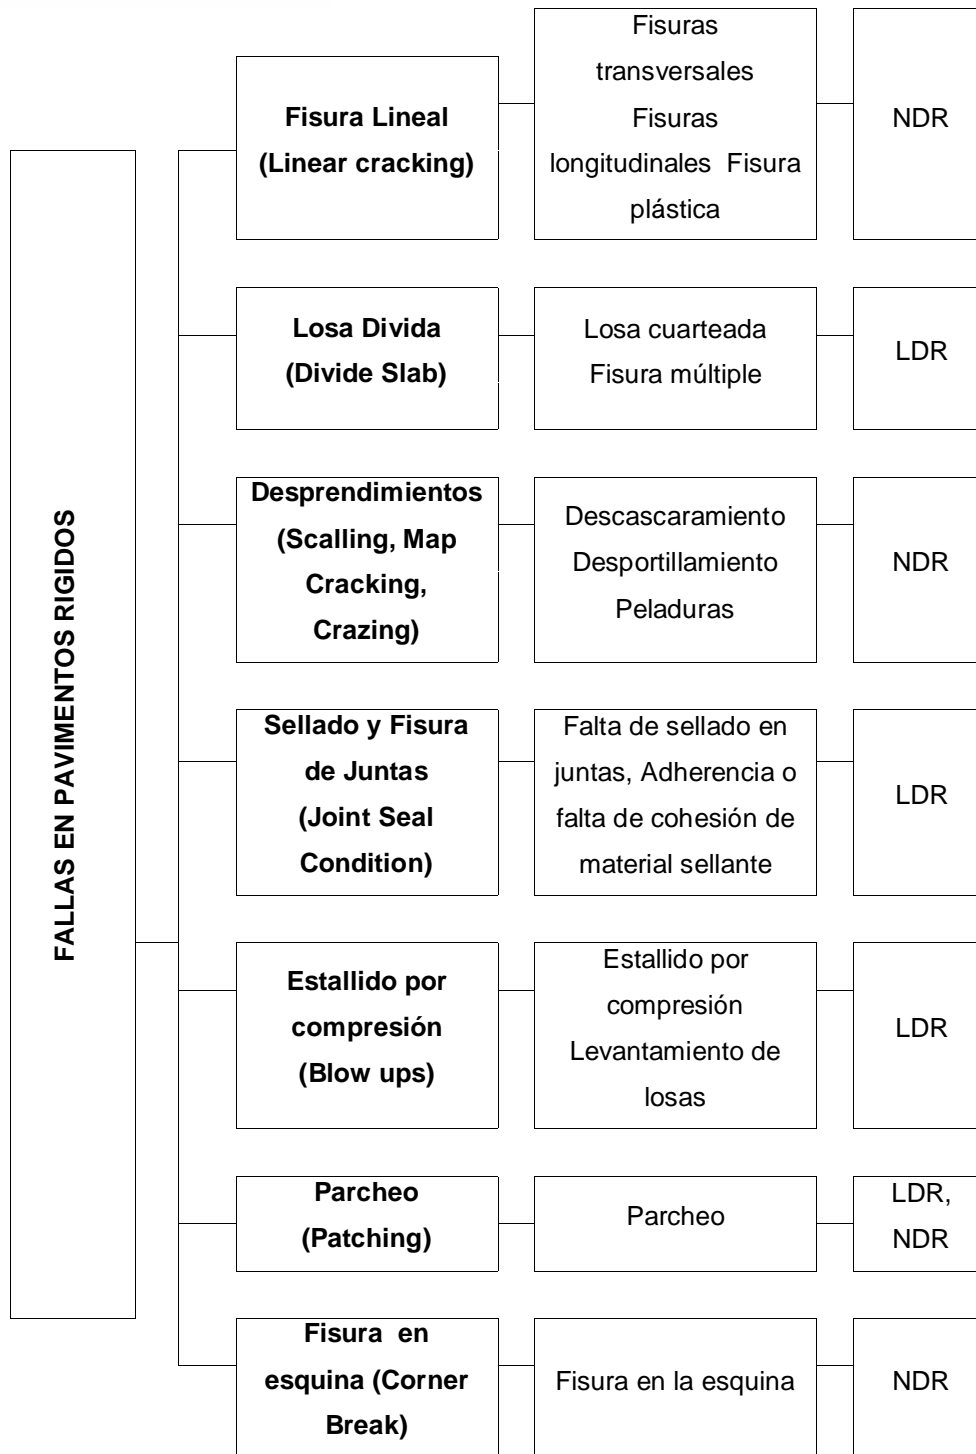 FALLAS EN PAVIMENTOS RIGIDOS
Fisura Lineal
(Linear cracking)
Fisuras
transversales
Fisuras
longitudinales Fisura
plástica
NDR
Losa Divida
(Divide Slab)
Losa cuarteada
Fisura múltiple
LDR
Desprendimientos
(Scalling, Map
Cracking,
Crazing)
Descascaramiento
Desportillamiento
Peladuras
NDR
Sellado y Fisura
de Juntas
(Joint Seal
Condition)
Falta de sellado en
juntas, Adherencia o
falta de cohesión de
material sellante
LDR
Estallido por
compresión
(Blow ups)
Estallido por
compresión
Levantamiento de
losas
LDR
Parcheo
(Patching)
Parcheo
LDR,
NDR
Fisura en
esquina (Corner
Break)
Fisura en la esquina
NDR